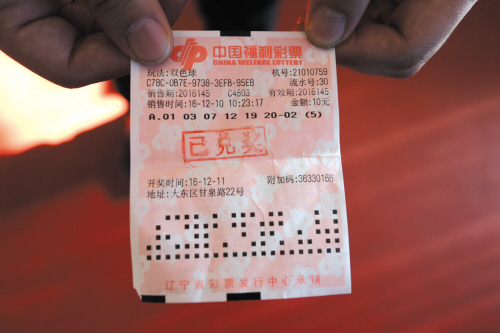 中国福利彩票
CHINA WELFARE LOTTERY
玩法:双色球 机号:21010759
C78C-0B7E-9738-3EFB-95EB 流水号:30
销售期:2016145 C4803 有效期:2016145
销售时间:16-12-10 10:23:17 金额:10元
A.01 03 07 12 19 20-02 (5)
已兑奖
开奖时间:16-12-11 附加码:36330166
地址:大东区甘泉路22号
辽宁省彩票发行中心承销